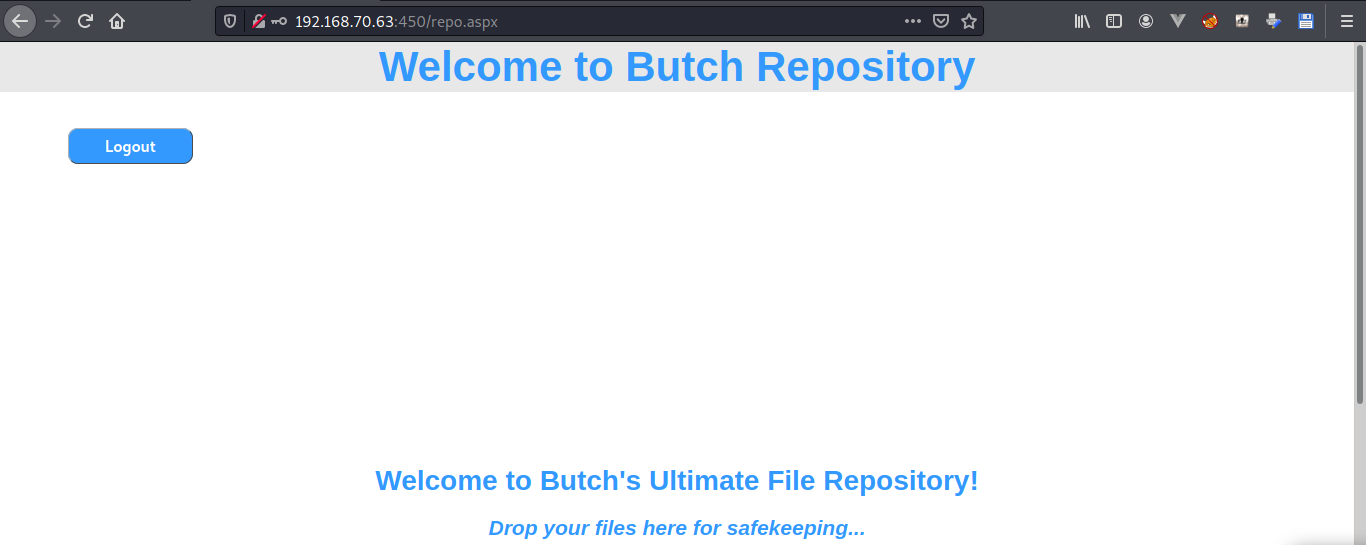 192.168.70.63:450/repo.aspx
Welcome to Butch Repository
Logout
Welcome to Butch's Ultimate File Repository!
Drop your files here for safekeeping...